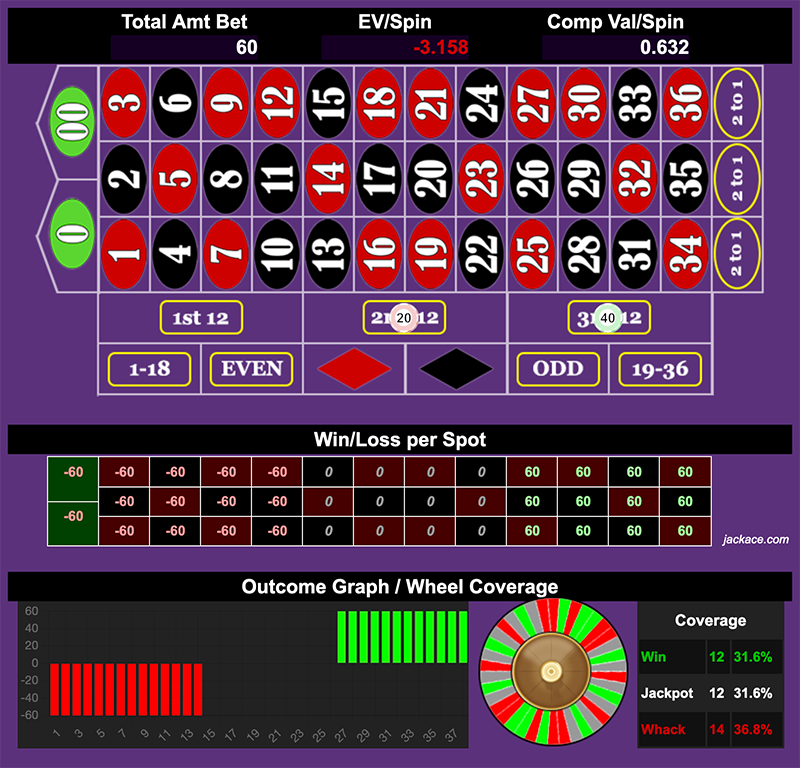 Total Amt Bet EV/Spin Comp Val/Spin
60 -3.158 0.632
00 3 6 9 12 15 18 21 24 27 30 33 36 2 to 1
2 5 8 11 14 17 20 23 26 29 32 35 2 to 1
0 1 4 7 10 13 16 19 22 25 28 31 34 2 to 1
1st 12 2 20 12 3 40 12
1-18 EVEN ODD 19-36
Win/Loss per Spot
-60 -60 -60 -60 -60 0 0 0 0 60 60 60 60
-60 -60 -60 -60 0 0 0 0 60 60 60 60
-60 -60 -60 -60 -60 0 0 0 0 60 60 60 60
jackace.com
Outcome Graph / Wheel Coverage
60
40
20
0
-20
-40
-60
1 3 5 7 9 11 13 15 17 19 21 23 25 27 29 31 33 35 37
Coverage
Win 12 31.6%
Jackpot 12 31.6%
Whack 14 36.8%